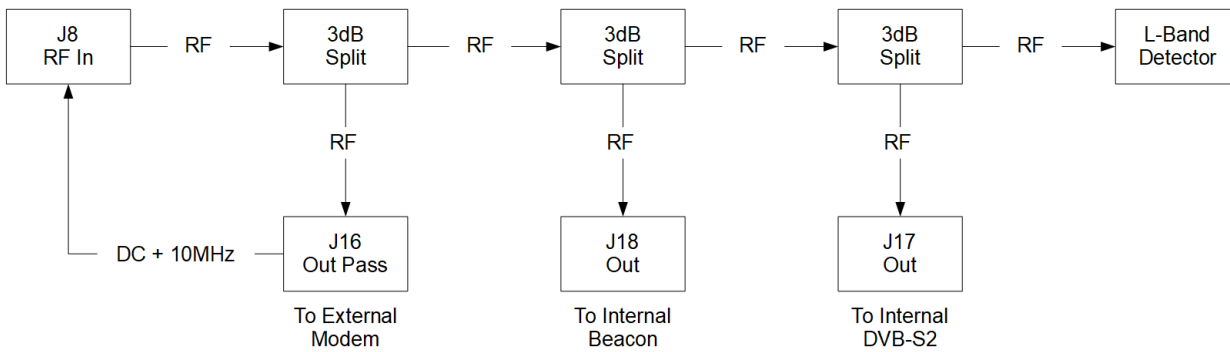 J8
RF In
RF
3dB
Split
RF
3dB
Split
RF
3dB
Split
RF
L-Band
Detector
RF
RF
RF
DC + 10MHz
J16
Out Pass
J18
Out
J17
Out
To External
Modem
To Internal
Beacon
To Internal
DVB-S2